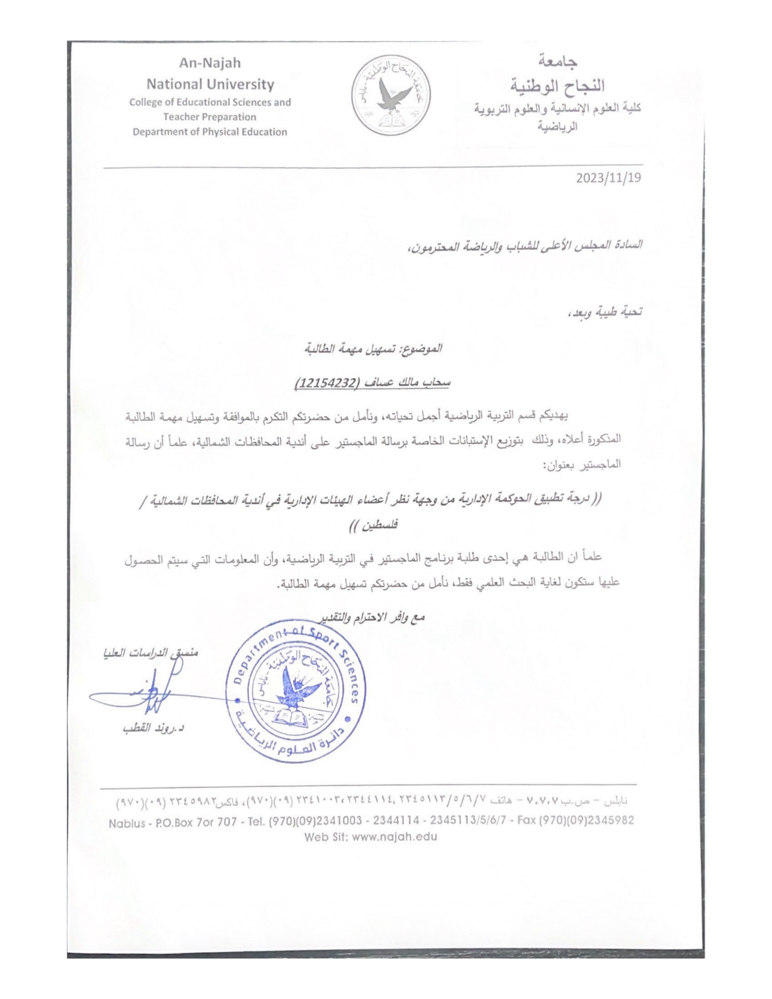 An-Najah
National University
College of Educational Sciences and
Teacher Preparation
Department of Physical Education
جامعة النجاح الوطنية - نابلس
جامعة
النجاح الوطنية
كلية العلوم الإنسانية والعلوم التربوية
الرياضية
2023/11/19
السادة المجلس الأعلى للشباب والرياضة المحترمون،
تحية طيبة وبعد،
الموضوع: تسهيل مهمة الطالبة
سحاب مالك عساف (12154232)
يهديكم قسم التربية الرياضية أجمل تحياته، ونأمل من حضرتكم التكرم بالموافقة وتسهيل مهمة الطالبة
المذكورة أعلاه، وذلك بتوزيع الإستبانات الخاصة برسالة الماجستير على أندية المحافظات الشمالية، علماً أن رسالة
الماجستير بعنوان:
(( درجة تطبيق الحوكمة الإدارية من وجهة نظر أعضاء الهيئات الإدارية في أندية المحافظات الشمالية /
فلسطين ))
علماً ان الطالبة هي إحدى طلبة برنامج الماجستير في التربية الرياضية، وأن المعلومات التي سيتم الحصول
عليها ستكون لغاية البحث العلمي فقط، نأمل من حضرتكم تسهيل مهمة الطالبة.
مع وافر الاحترام والتقدير
منسق الدراسات العليا
د.روند القطب
Department of Sport Sciences
جامعة النجاح الوطنية - نابلس
دائرة العلوم الرياضية
نابلس – ص.ب ٧،٧٠٧ – هاتف ٢٣٤٥١١٣/٥/٦/٧ ،٢٣٤٤١١٤ ،٢٣٤١٠٠٣ (٠٩)(٩٧٠)، فاكس ٢٣٤٥٩٨٢ (٠٩)(٩٧٠)
Nablus - P.O.Box 7or 707 - Tel. (970)(09)2341003 - 2344114 - 2345113/5/6/7 - Fax (970)(09)2345982
Web Sit: www.najah.edu